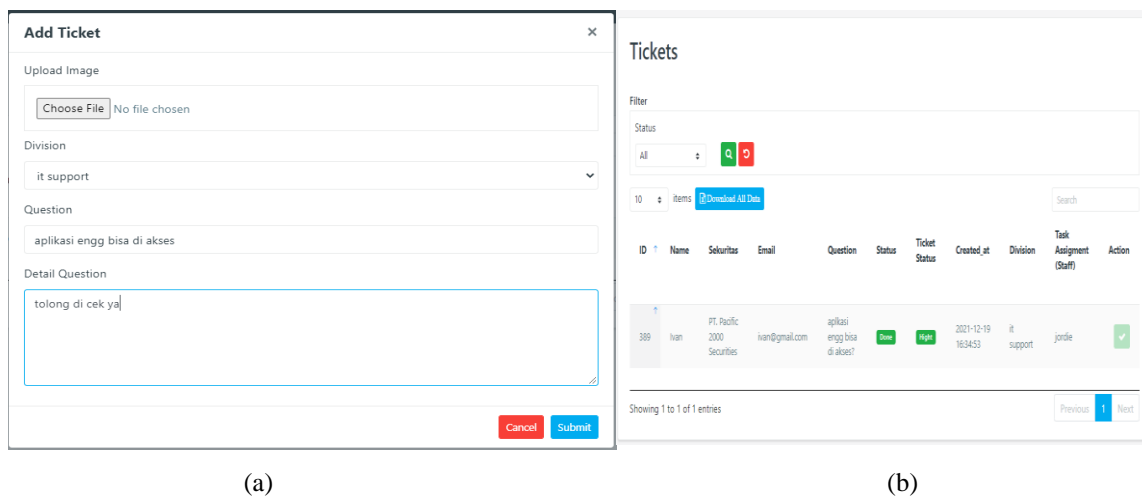 Add Ticket ×
Upload Image
Choose File No file chosen
Division
it support
Question
aplikasi engg bisa di akses
Detail Question
tolong di cek ya
Cancel Submit
(a)
Tickets
Filter
Status
All
10 items Download All Data Search
ID Name Sekuritas Email Question Status Ticket Status Created_at Division Task Assigment (Staff) Action
389 Ivan PT. Pacific 2000 Securities ivan@gmail.com aplkasi engg bisa di akses? Done Hight 2021-12-19 16:34:53 it support jordie
Showing 1 to 1 of 1 entries Previous 1 Next
(b)